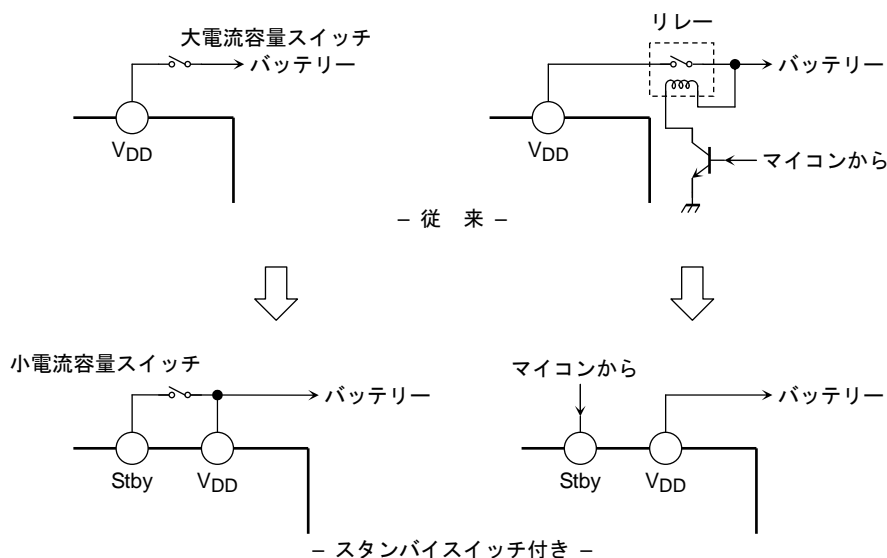 大電流容量スイッチ
バッテリー
VDD
リレー
バッテリー
VDD
マイコンから
– 従 来 –
小電流容量スイッチ
バッテリー
Stby VDD
マイコンから
バッテリー
Stby VDD
– スタンバイスイッチ付き –